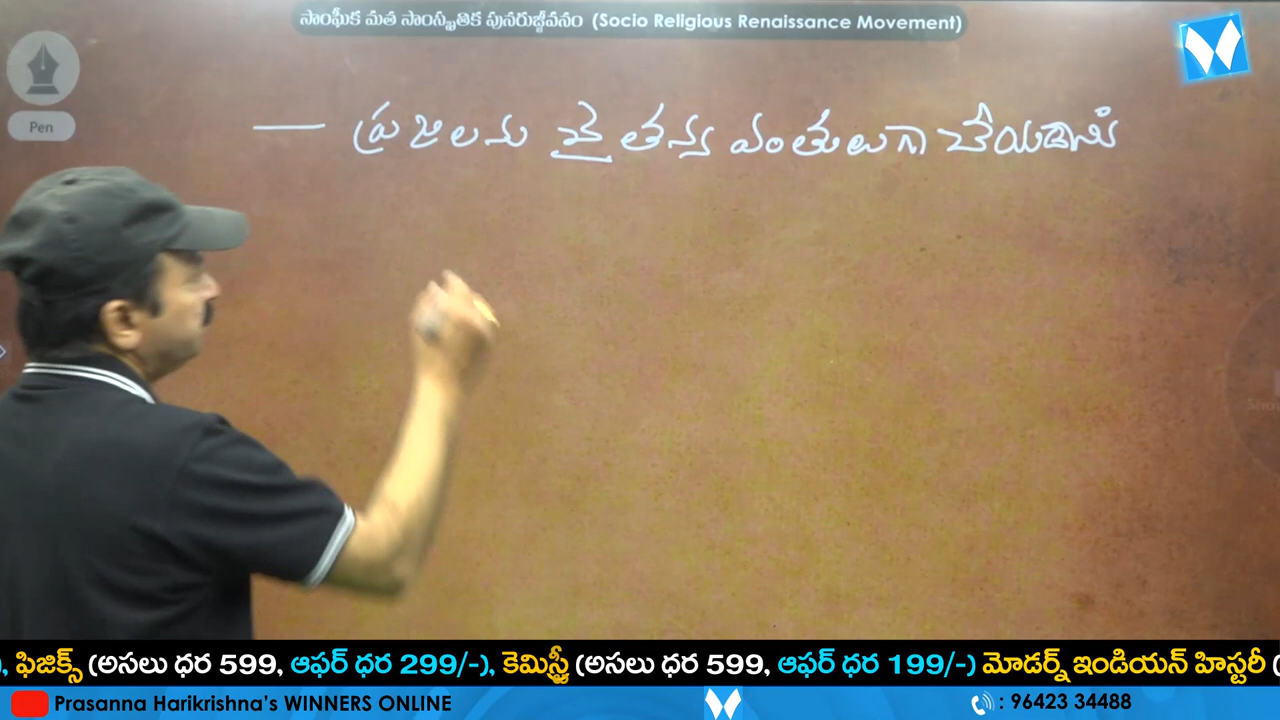 సాంఘీక మత సాంస్కృతిక పునరుజ్జీవనం (Socio Religious Renaissance Movement)
Pen
— ప్రజలను చైతన్య వంతులుగా చేయడానికి
, ఫిజిక్స్ (అసలు ధర 599, ఆఫర్ ధర 299/-), కెమిస్ట్రీ (అసలు ధర 599, ఆఫర్ ధర 199/-) మోడర్న్ ఇండియన్ హిస్టరీ (
Prasanna Harikrishna's WINNERS ONLINE
: 96423 34488